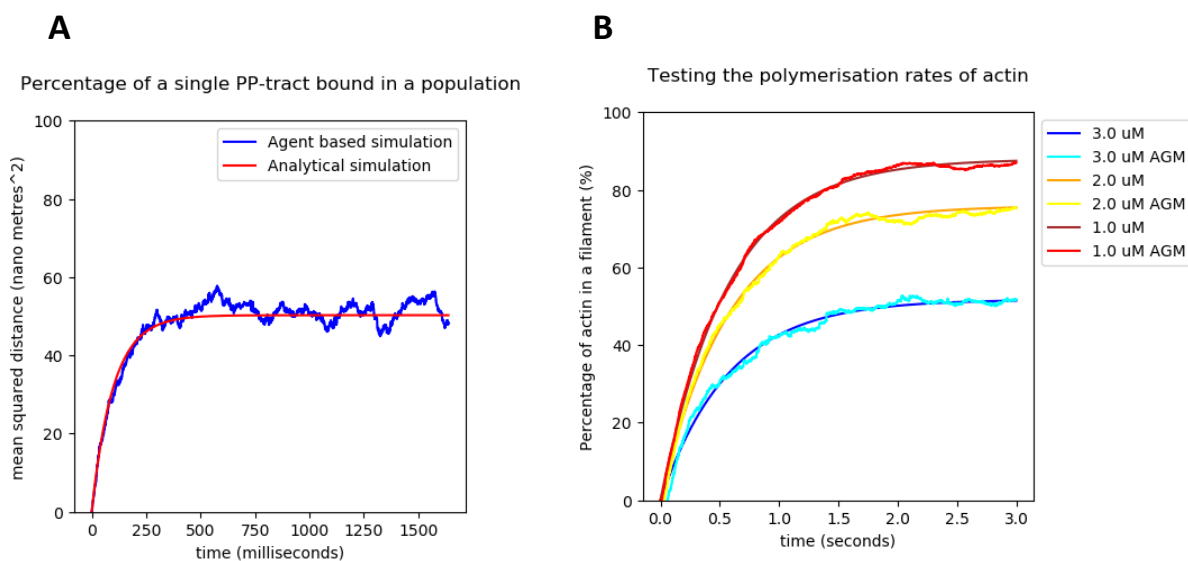 A
Percentage of a single PP-tract bound in a population
mean squared distance (nano metres^2)
100
80
60
40
20
0
Agent based simulation
Analytical simulation
0 250 500 750 1000 1250 1500
time (milliseconds)
B
Testing the polymerisation rates of actin
Percentage of actin in a filament (%)
100
80
60
40
20
0
0.0 0.5 1.0 1.5 2.0 2.5 3.0
time (seconds)
3.0 uM
3.0 uM AGM
2.0 uM
2.0 uM AGM
1.0 uM
1.0 uM AGM